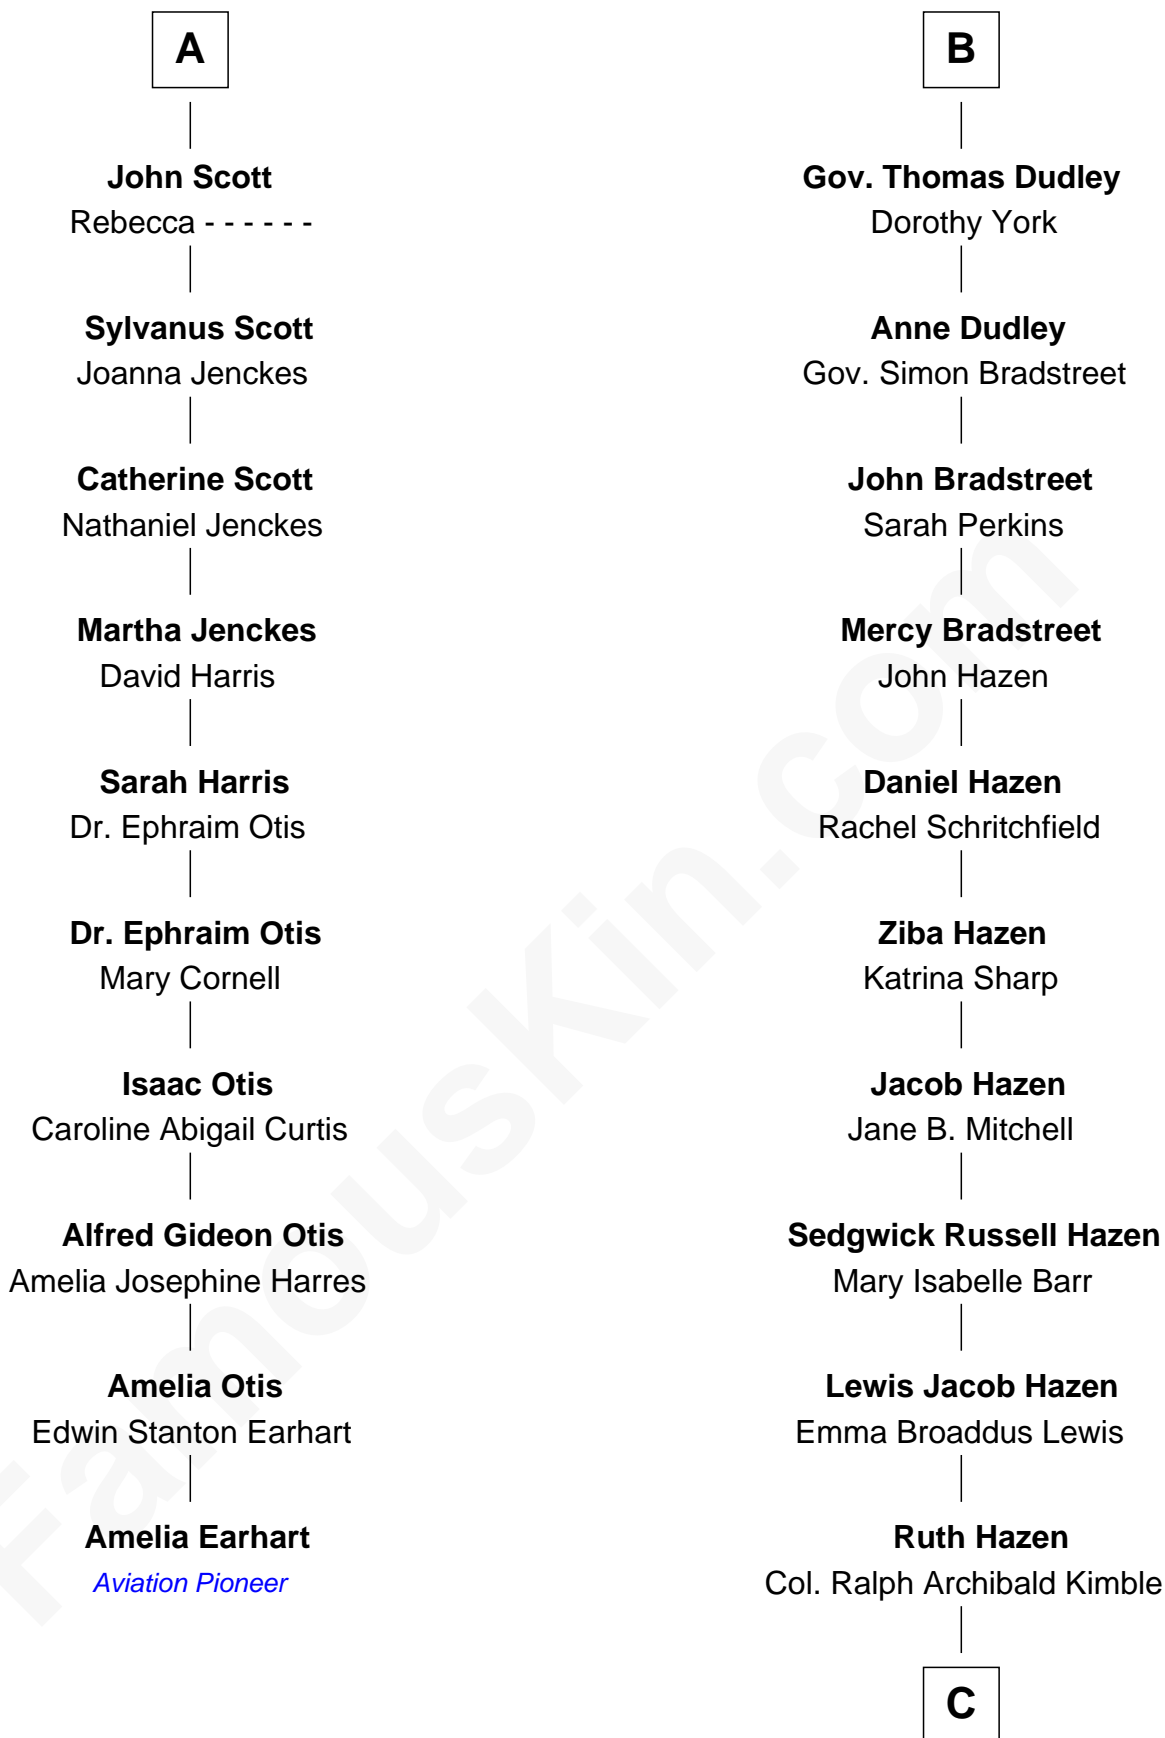 A
John Scott
Rebecca - - - - - -
Sylvanus Scott
Joanna Jenckes
Catherine Scott
Nathaniel Jenckes
Martha Jenckes
David Harris
Sarah Harris
Dr. Ephraim Otis
Dr. Ephraim Otis
Mary Cornell
Isaac Otis
Caroline Abigail Curtis
Alfred Gideon Otis
Amelia Josephine Harres
Amelia Otis
Edwin Stanton Earhart
Amelia Earhart
Aviation Pioneer
B
Gov. Thomas Dudley
Dorothy York
Anne Dudley
Gov. Simon Bradstreet
John Bradstreet
Sarah Perkins
Mercy Bradstreet
John Hazen
Daniel Hazen
Rachel Schritchfield
Ziba Hazen
Katrina Sharp
Jacob Hazen
Jane B. Mitchell
Sedgwick Russell Hazen
Mary Isabelle Barr
Lewis Jacob Hazen
Emma Broaddus Lewis
Ruth Hazen
Col. Ralph Archibald Kimble
C
FamousKin.com